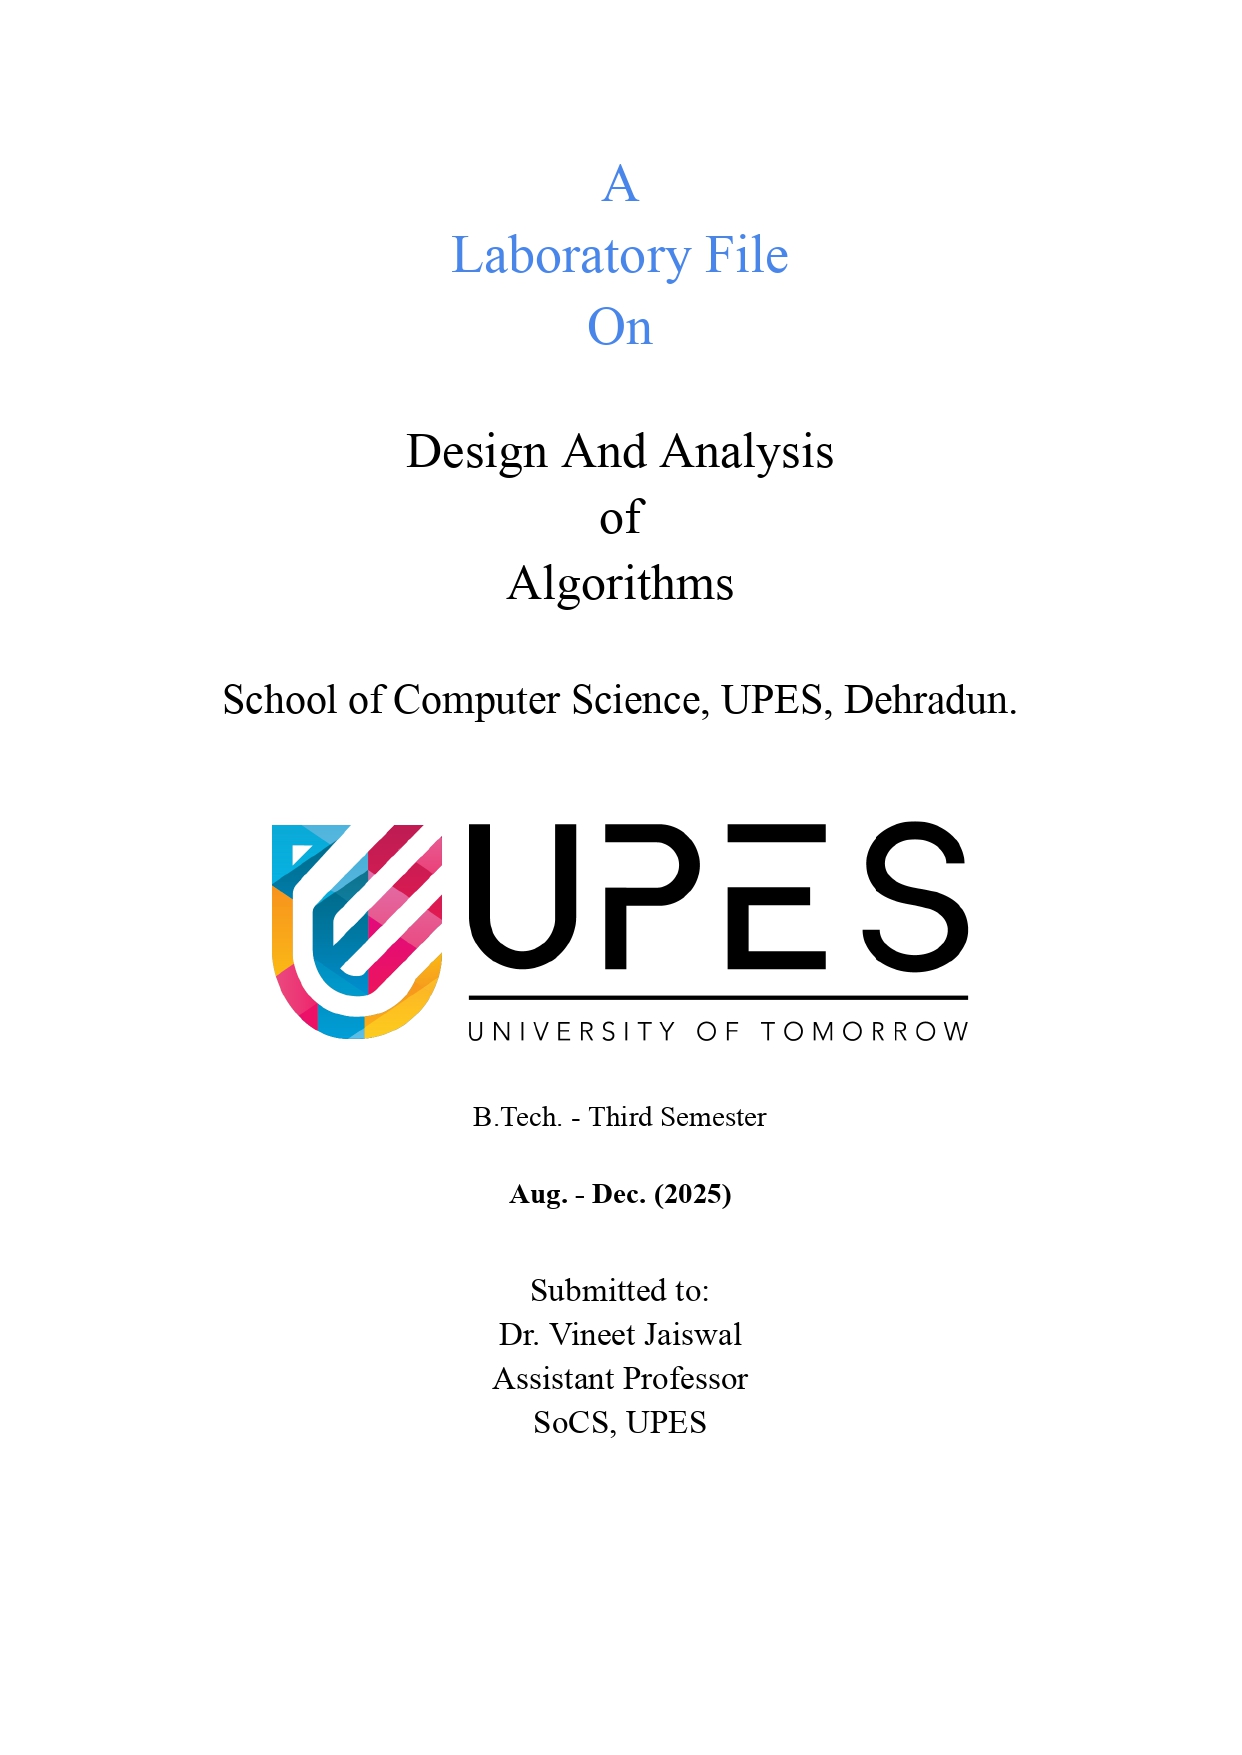 A
Laboratory File
On
Design And Analysis
of
Algorithms
School of Computer Science, UPES, Dehradun.
UPES
UNIVERSITY OF TOMORROW
B.Tech. - Third Semester
Aug. - Dec. (2025)
Submitted to:
Dr. Vineet Jaiswal
Assistant Professor
SoCS, UPES